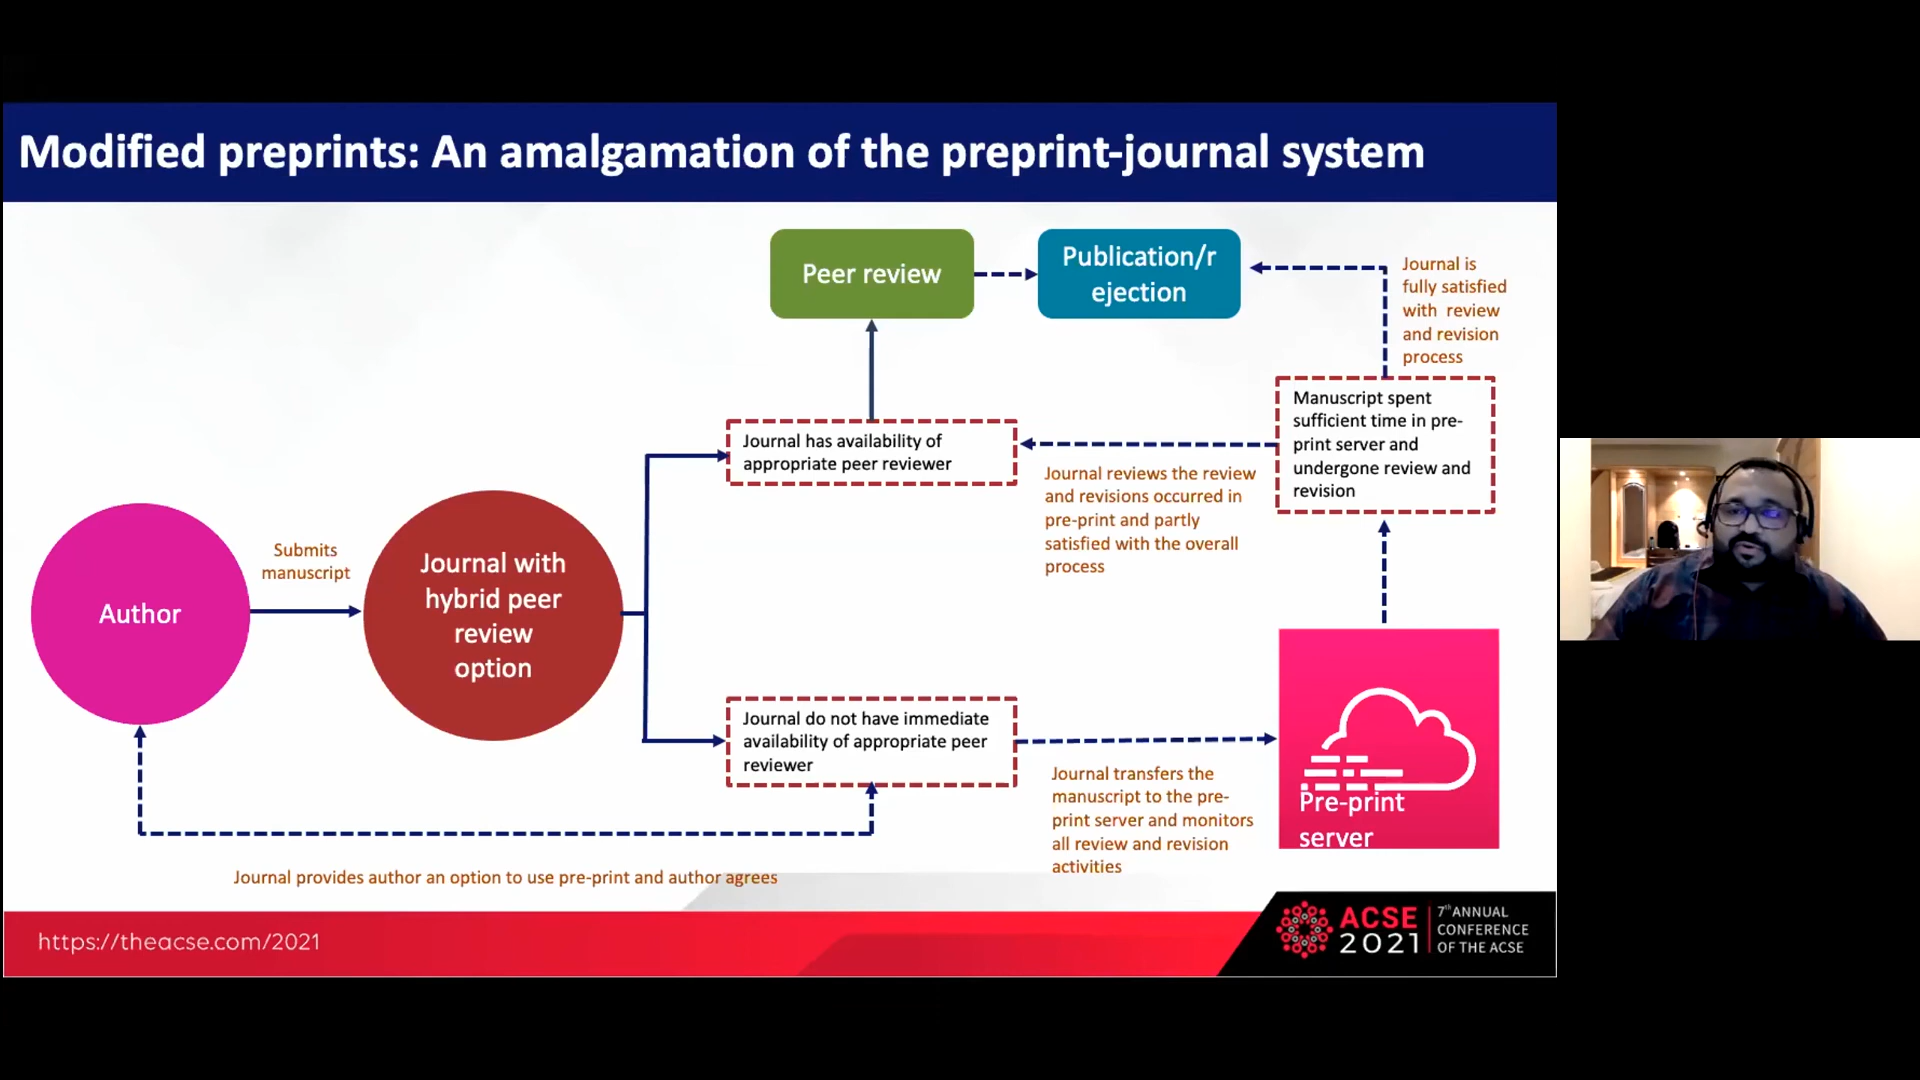 Modified preprints: An amalgamation of the preprint-journal system
Peer review
Publication/r
ejection
Journal is
fully satisfied
with review
and revision
process
Manuscript spent
sufficient time in pre-
print server and
undergone review and
revision
Journal has availability of
appropriate peer reviewer
Journal reviews the review
and revisions occurred in
pre-print and partly
satisfied with the overall
process
Author
Submits
manuscript
Journal with
hybrid peer
review
option
Journal do not have immediate
availability of appropriate peer
reviewer
Journal transfers the
manuscript to the pre-
print server and monitors
all review and revision
activities
Pre-print
server
Journal provides author an option to use pre-print and author agrees
https://theacse.com/2021
ACSE
2021
7th ANNUAL
CONFERENCE
OF THE ACSE